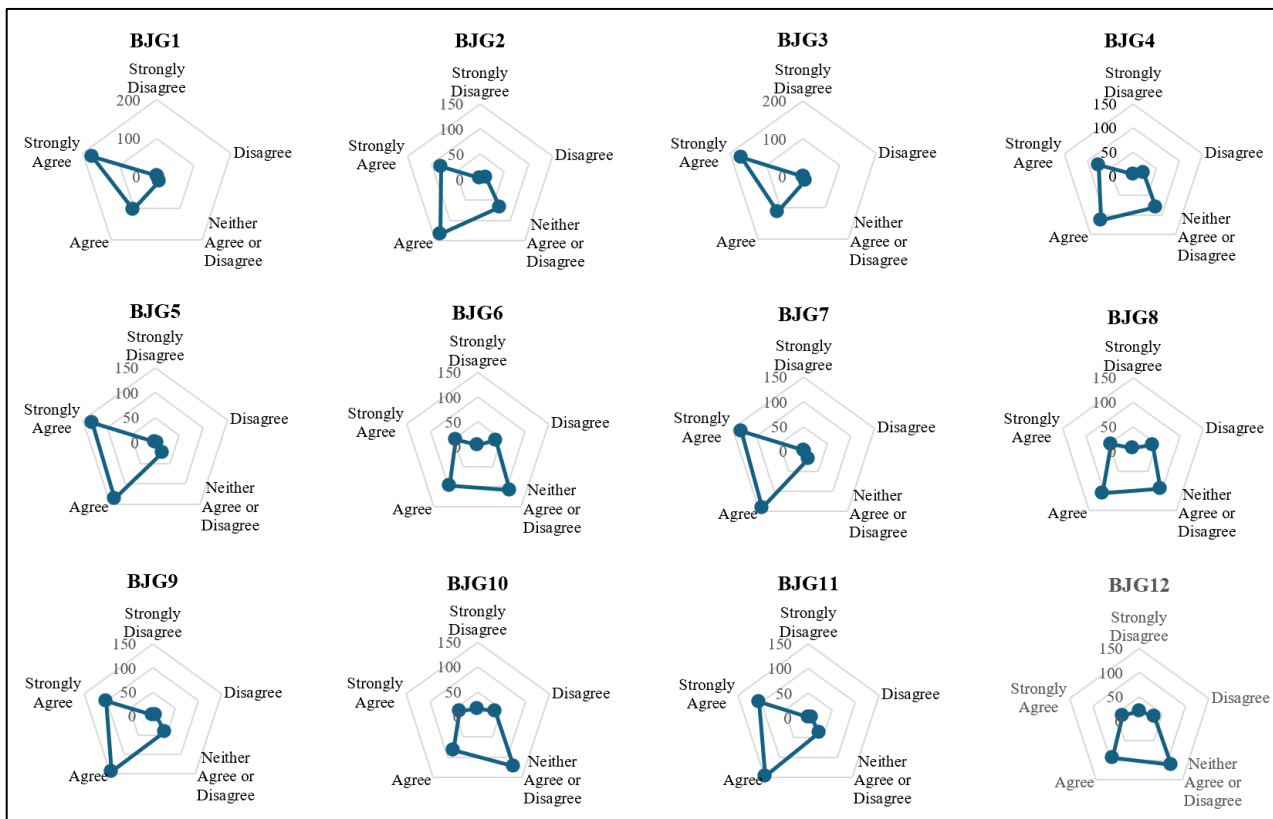 BJG1
Strongly
Disagree
200
100
0
Strongly
Agree
Disagree
Agree
Neither
Agree or
Disagree
BJG2
Strongly
Disagree
150
100
50
0
Strongly
Agree
Disagree
Agree
Neither
Agree or
Disagree
BJG3
Strongly
Disagree
200
100
0
Strongly
Agree
Disagree
Agree
Neither
Agree or
Disagree
BJG4
Strongly
Disagree
150
100
50
0
Strongly
Agree
Disagree
Agree
Neither
Agree or
Disagree
BJG5
Strongly
Disagree
150
100
50
0
Strongly
Agree
Disagree
Agree
Neither
Agree or
Disagree
BJG6
Strongly
Disagree
150
100
50
0
Strongly
Agree
Disagree
Agree
Neither
Agree or
Disagree
BJG7
Strongly
Disagree
150
100
50
0
Strongly
Agree
Disagree
Agree
Neither
Agree or
Disagree
BJG8
Strongly
Disagree
150
100
50
0
Strongly
Agree
Disagree
Agree
Neither
Agree or
Disagree
BJG9
Strongly
Disagree
150
100
50
0
Strongly
Agree
Disagree
Agree
Neither
Agree or
Disagree
BJG10
Strongly
Disagree
150
100
50
0
Strongly
Agree
Disagree
Agree
Neither
Agree or
Disagree
BJG11
Strongly
Disagree
150
100
50
0
Strongly
Agree
Disagree
Agree
Neither
Agree or
Disagree
BJG12
Strongly
Disagree
150
100
50
0
Strongly
Agree
Disagree
Agree
Neither
Agree or
Disagree